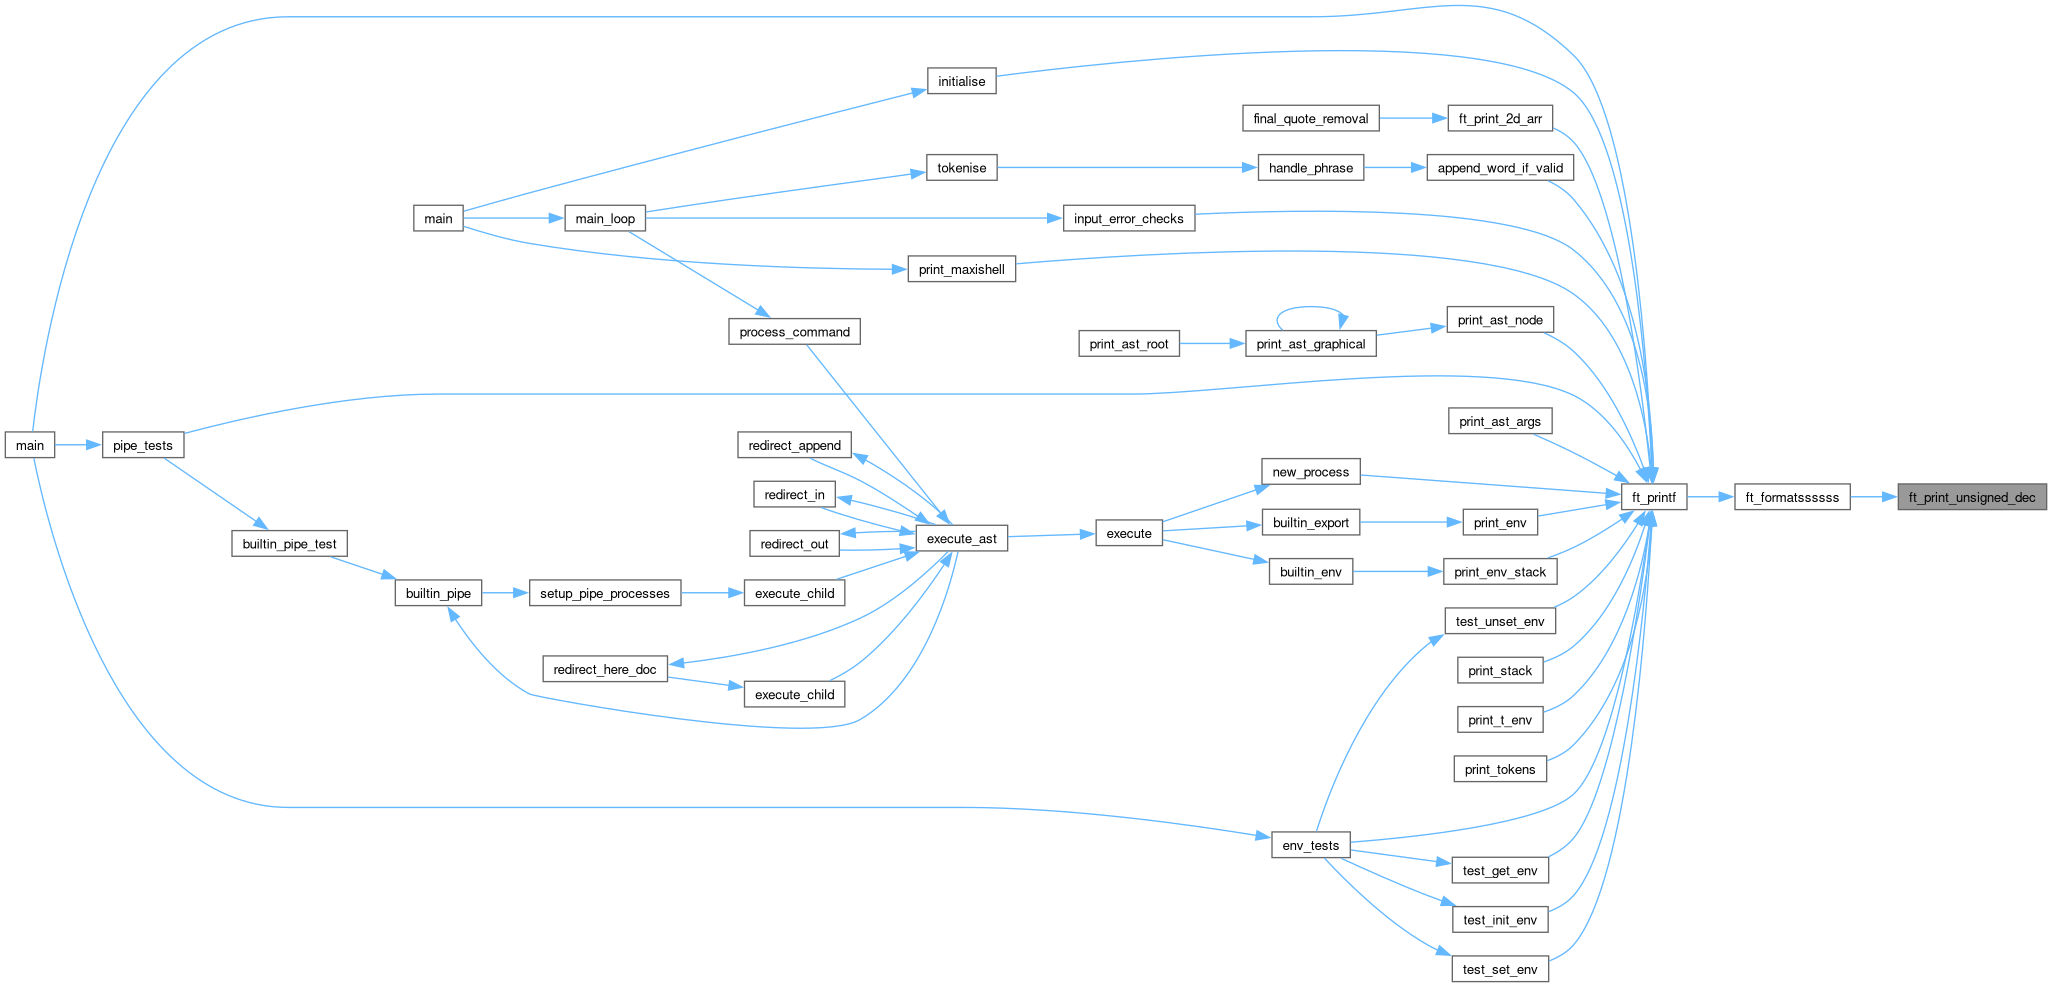 initialise
final_quote_removal
ft_print_2d_arr
tokenise
handle_phrase
append_word_if_valid
main
main_loop
input_error_checks
print_maxishell
process_command
print_ast_root
print_ast_graphical
print_ast_node
print_ast_args
main
pipe_tests
redirect_append
new_process
redirect_in
ft_printf
ft_formatssssss
ft_print_unsigned_dec
builtin_export
print_env
builtin_pipe_test
redirect_out
execute_ast
execute
builtin_env
print_env_stack
builtin_pipe
setup_pipe_processes
execute_child
test_unset_env
redirect_here_doc
execute_child
print_stack
print_t_env
print_tokens
env_tests
test_get_env
test_init_env
test_set_env